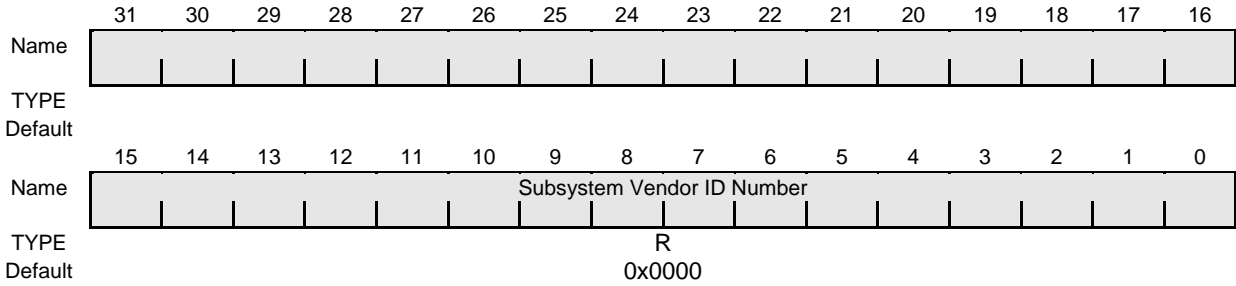 31 30 29 28 27 26 25 24 23 22 21 20 19 18 17 16
Name
TYPE
Default
15 14 13 12 11 10 9 8 7 6 5 4 3 2 1 0
Name Subsystem Vendor ID Number
TYPE R
Default 0x0000